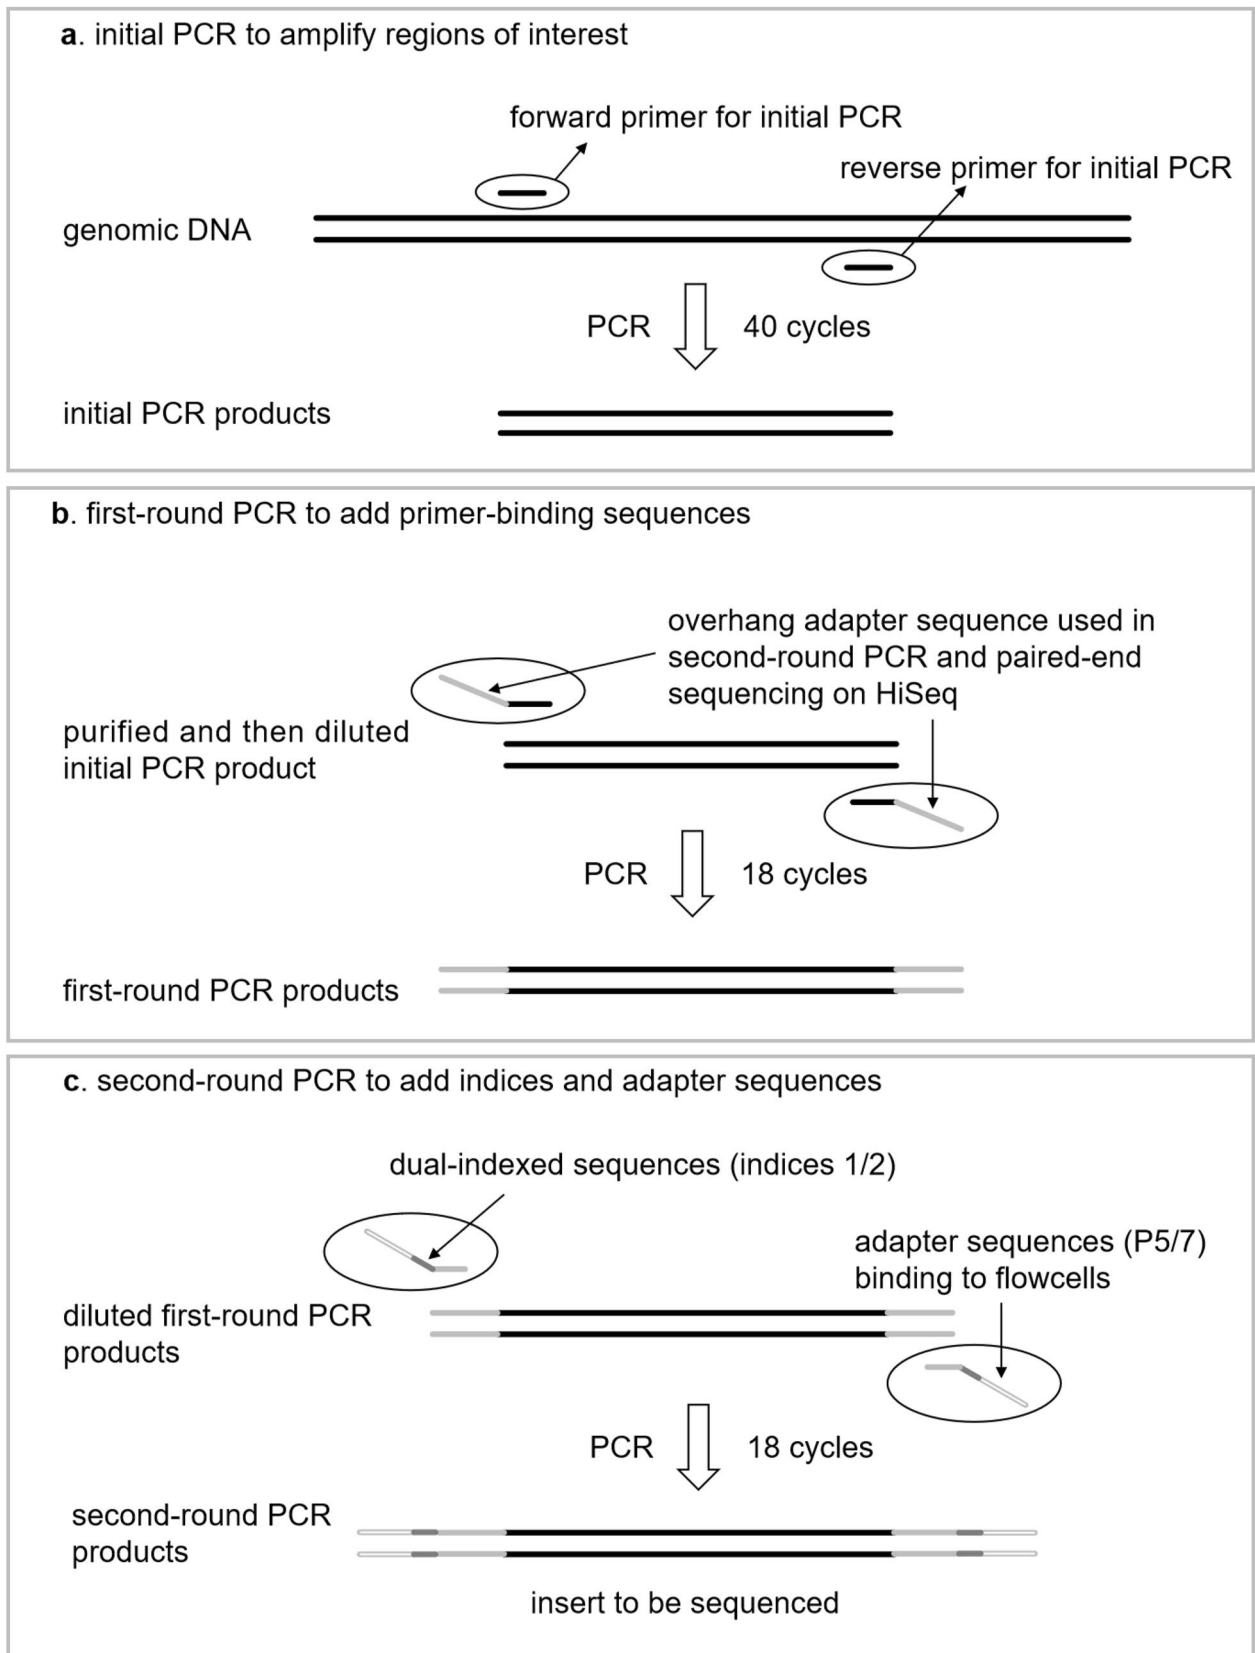 a. initial PCR to amplify regions of interest
forward primer for initial PCR
reverse primer for initial PCR
genomic DNA
PCR 40 cycles
initial PCR products
b. first-round PCR to add primer-binding sequences
overhang adapter sequence used in
second-round PCR and paired-end
sequencing on HiSeq
purified and then diluted
initial PCR product
PCR 18 cycles
first-round PCR products
c. second-round PCR to add indices and adapter sequences
dual-indexed sequences (indices 1/2)
adapter sequences (P5/7)
binding to flowcells
diluted first-round PCR
products
PCR 18 cycles
second-round PCR
products
insert to be sequenced